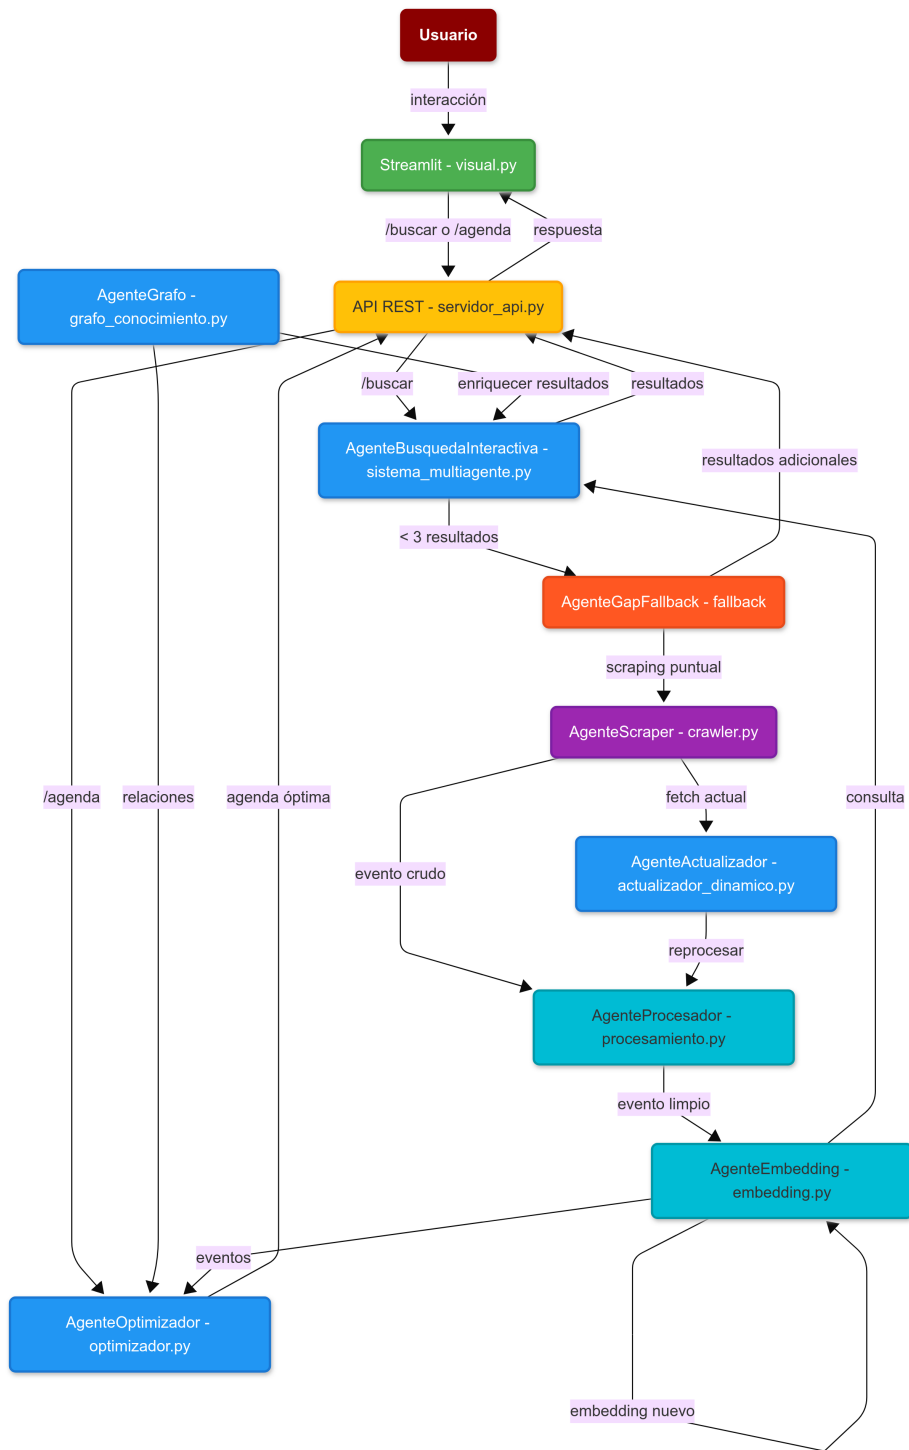 Usuario
interacción
Streamlit - visual.py
/buscar o /agenda
respuesta
AgenteGrafo -
grafo_conocimiento.py
API REST - servidor_api.py
/buscar
enriquecer resultados
resultados
AgenteBusquedaInteractiva -
sistema_multiagente.py
resultados adicionales
< 3 resultados
AgenteGapFallback - fallback
scraping puntual
AgenteScraper - crawler.py
/agenda
relaciones
agenda óptima
fetch actual
consulta
evento crudo
AgenteActualizador -
actualizador_dinamico.py
reprocesar
AgenteProcesador -
procesamiento.py
evento limpio
AgenteEmbedding -
embedding.py
eventos
AgenteOptimizador -
optimizador.py
embedding nuevo